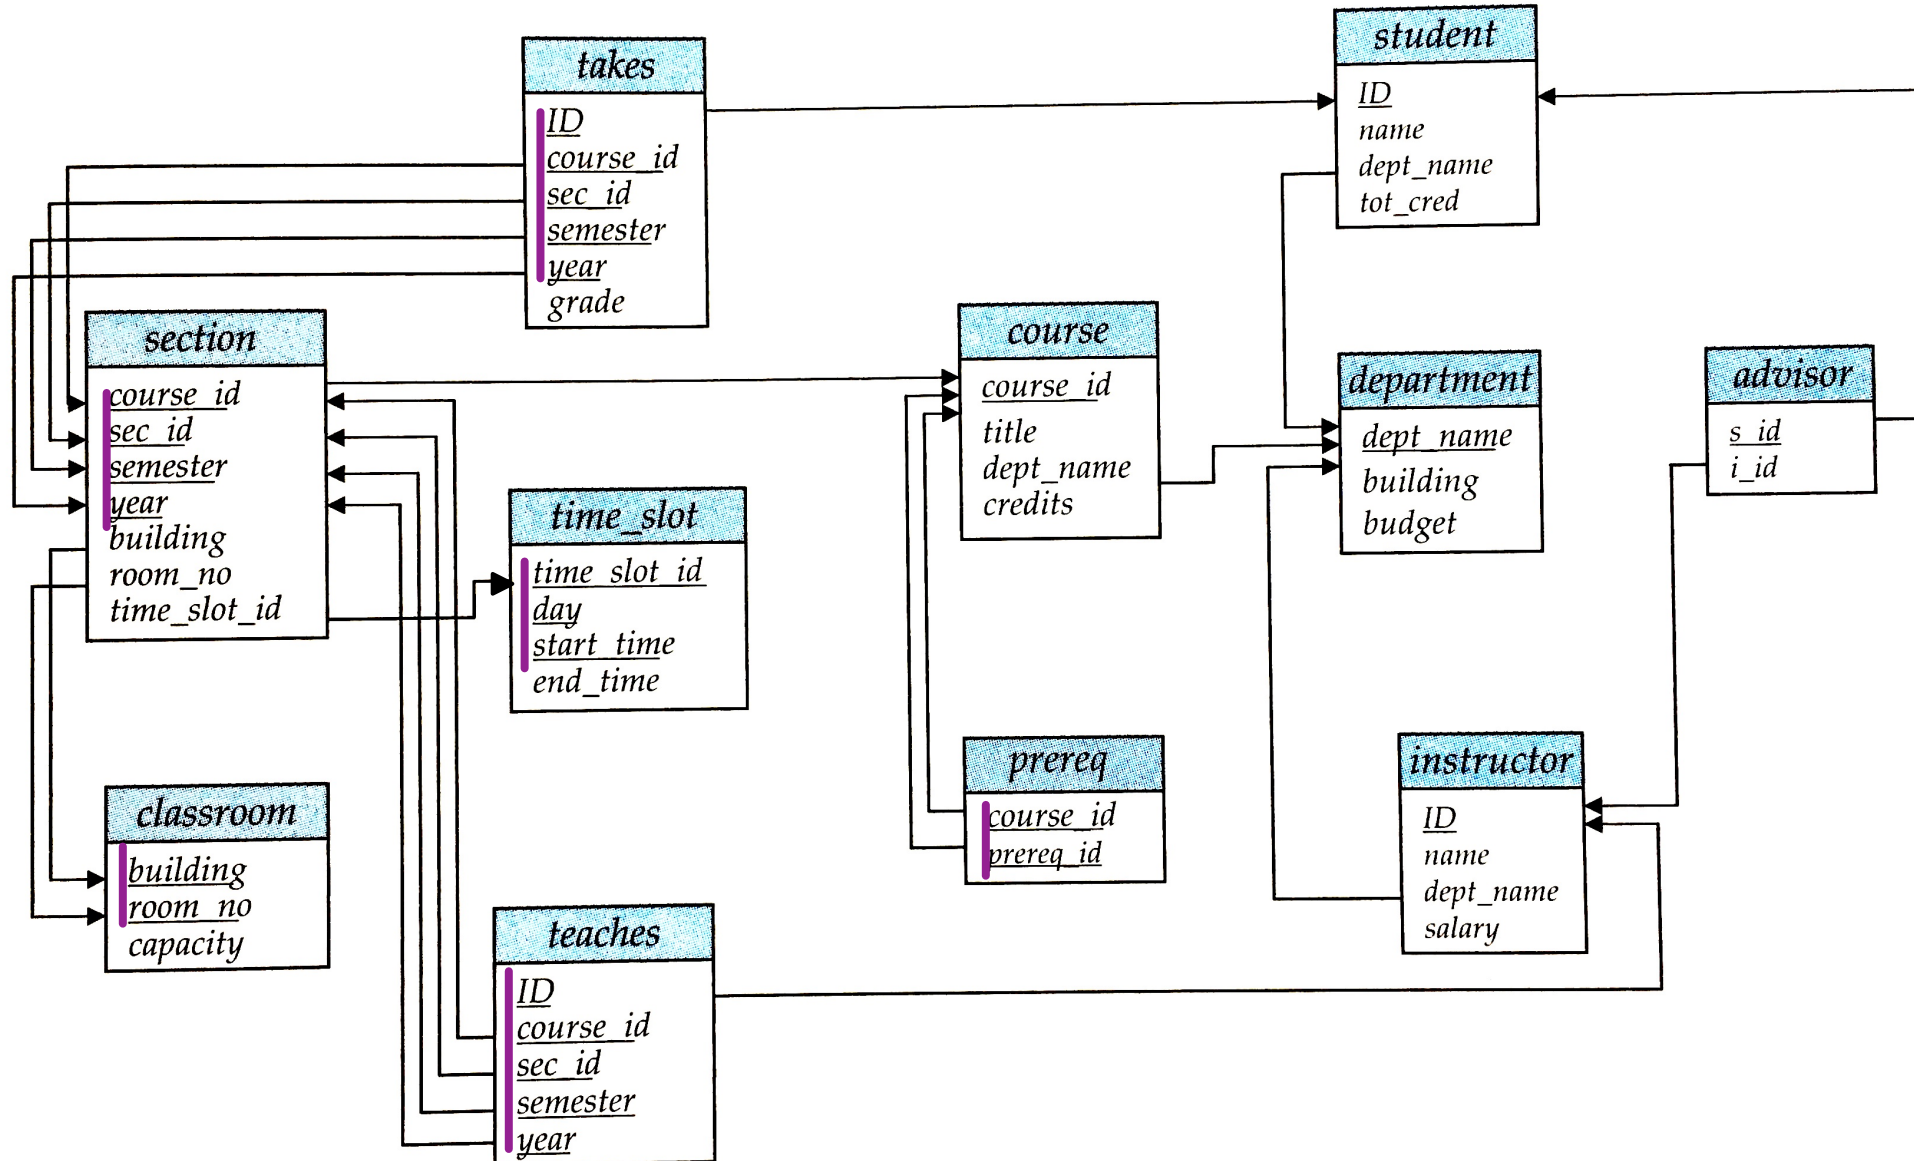 takes
ID
course_id
sec_id
semester
year
grade
student
ID
name
dept_name
tot_cred
section
course_id
sec_id
semester
year
building
room_no
time_slot_id
course
course_id
title
dept_name
credits
department
dept_name
building
budget
advisor
s_id
i_id
time_slot
time_slot_id
day
start_time
end_time
prereq
course_id
prereq_id
instructor
ID
name
dept_name
salary
classroom
building
room_no
capacity
teaches
ID
course_id
sec_id
semester
year